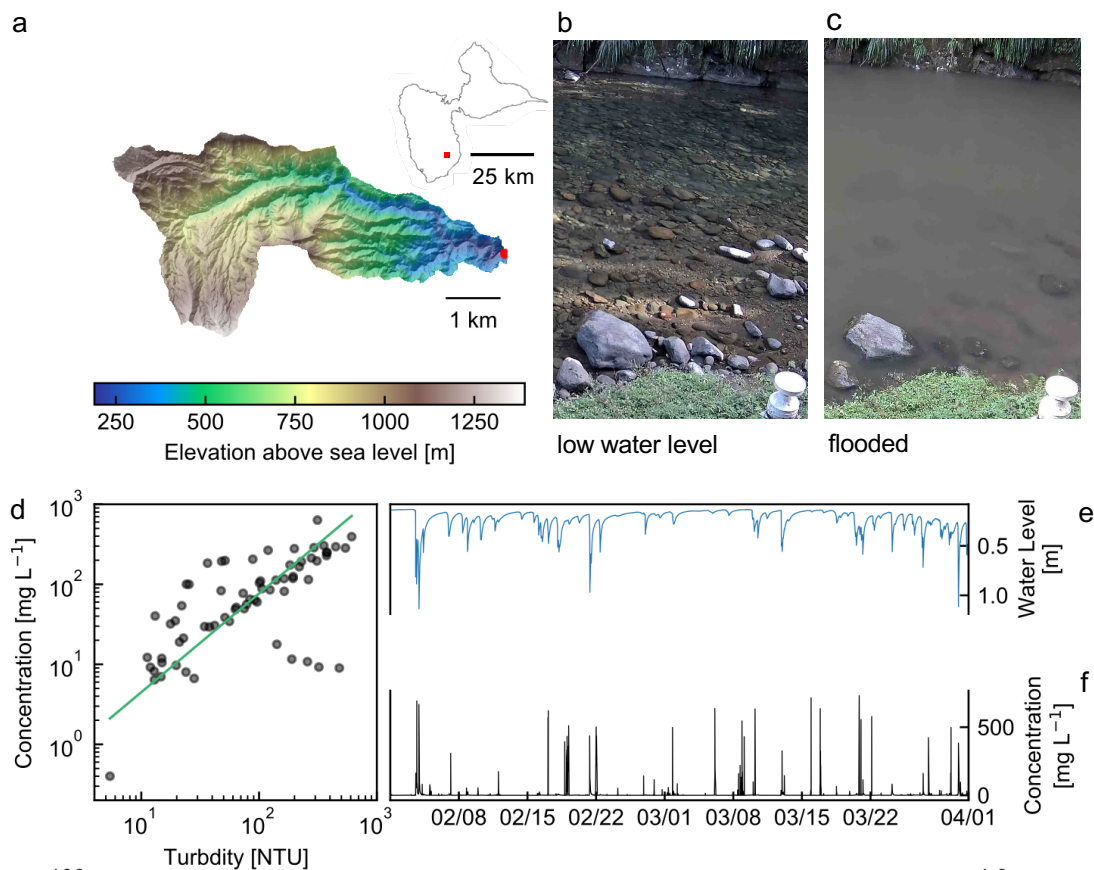 a
b
c
25 km
1 km
250 500 750 1000 1250
Elevation above sea level [m]
low water level
flooded
d
10³
10²
10¹
10⁰
Concentration [mg L⁻¹]
10¹ 10² 10³
Turbdity [NTU]
e
0.5
1.0
Water Level
[m]
f
500
0
Concentration
[mg L⁻¹]
02/08 02/15 02/22 03/01 03/08 03/15 03/22 04/01